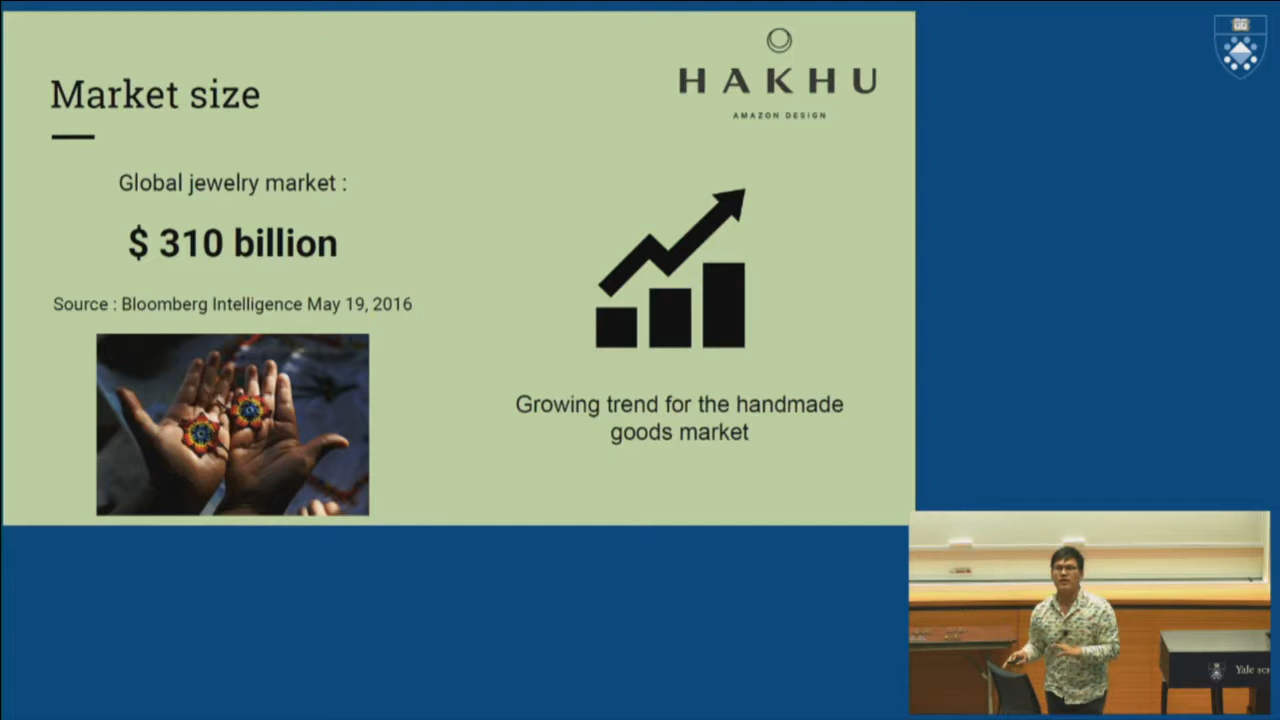 Market size
HAKHU
AMAZON DESIGN
Global jewelry market :
$ 310 billion
Source : Bloomberg Intelligence May 19, 2016
Growing trend for the handmade
goods market
Yale